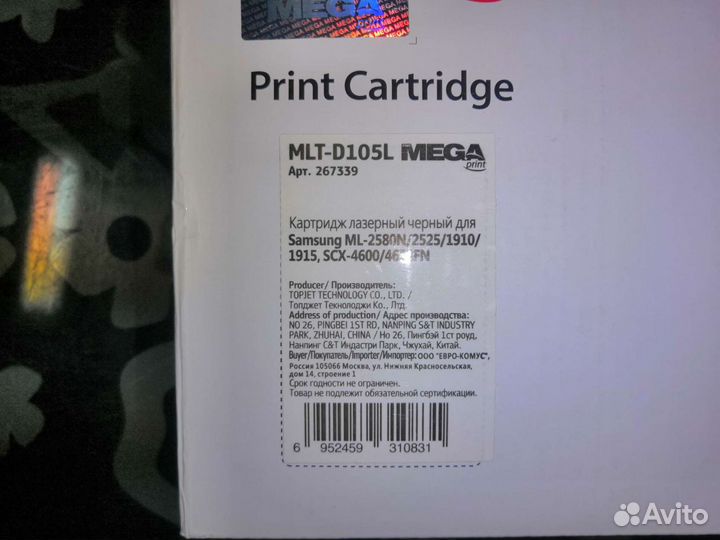 MEGA
Print Cartridge
MLT-D105L MEGA print
Арт. 267339
Картридж лазерный черный для
Samsung ML-2580N/2525/1910/
1915, SCX-4600/4623FN
Producer/ Производитель:
TOPJET TECHNOLOGY CO., LTD. /
Топджет Текнолоджи Ко., Лтд.
Address of production/ Адрес производства:
NO 26, PINGBEI 1ST RD, NANPING S&T INDUSTRY
PARK, ZHUHAI, CHINA / Но 26, Пингбэй 1ст роуд,
Нанпинг С&Т Индастри Парк, Чжухай, Китай.
Buyer/Покупатель/Importer/Импортер: ООО "ЕВРО-КОМУС",
Россия 105066 Москва, ул. Нижняя Красносельская,
дом 14, строение 1
Срок годности не ограничен.
Товар не подлежит обязательной сертификации.
6 952459 310831
Avito